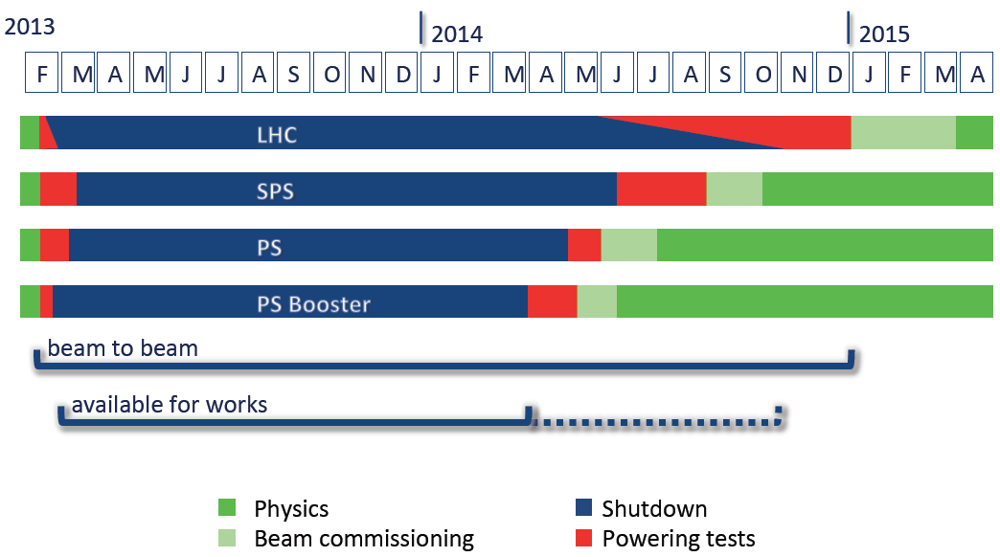 2013
2014
2015
F M A M J J A S O N D J F M A M J J A S O N D J F M A
LHC
SPS
PS
PS Booster
beam to beam
available for works
Physics
Shutdown
Beam commissioning
Powering tests